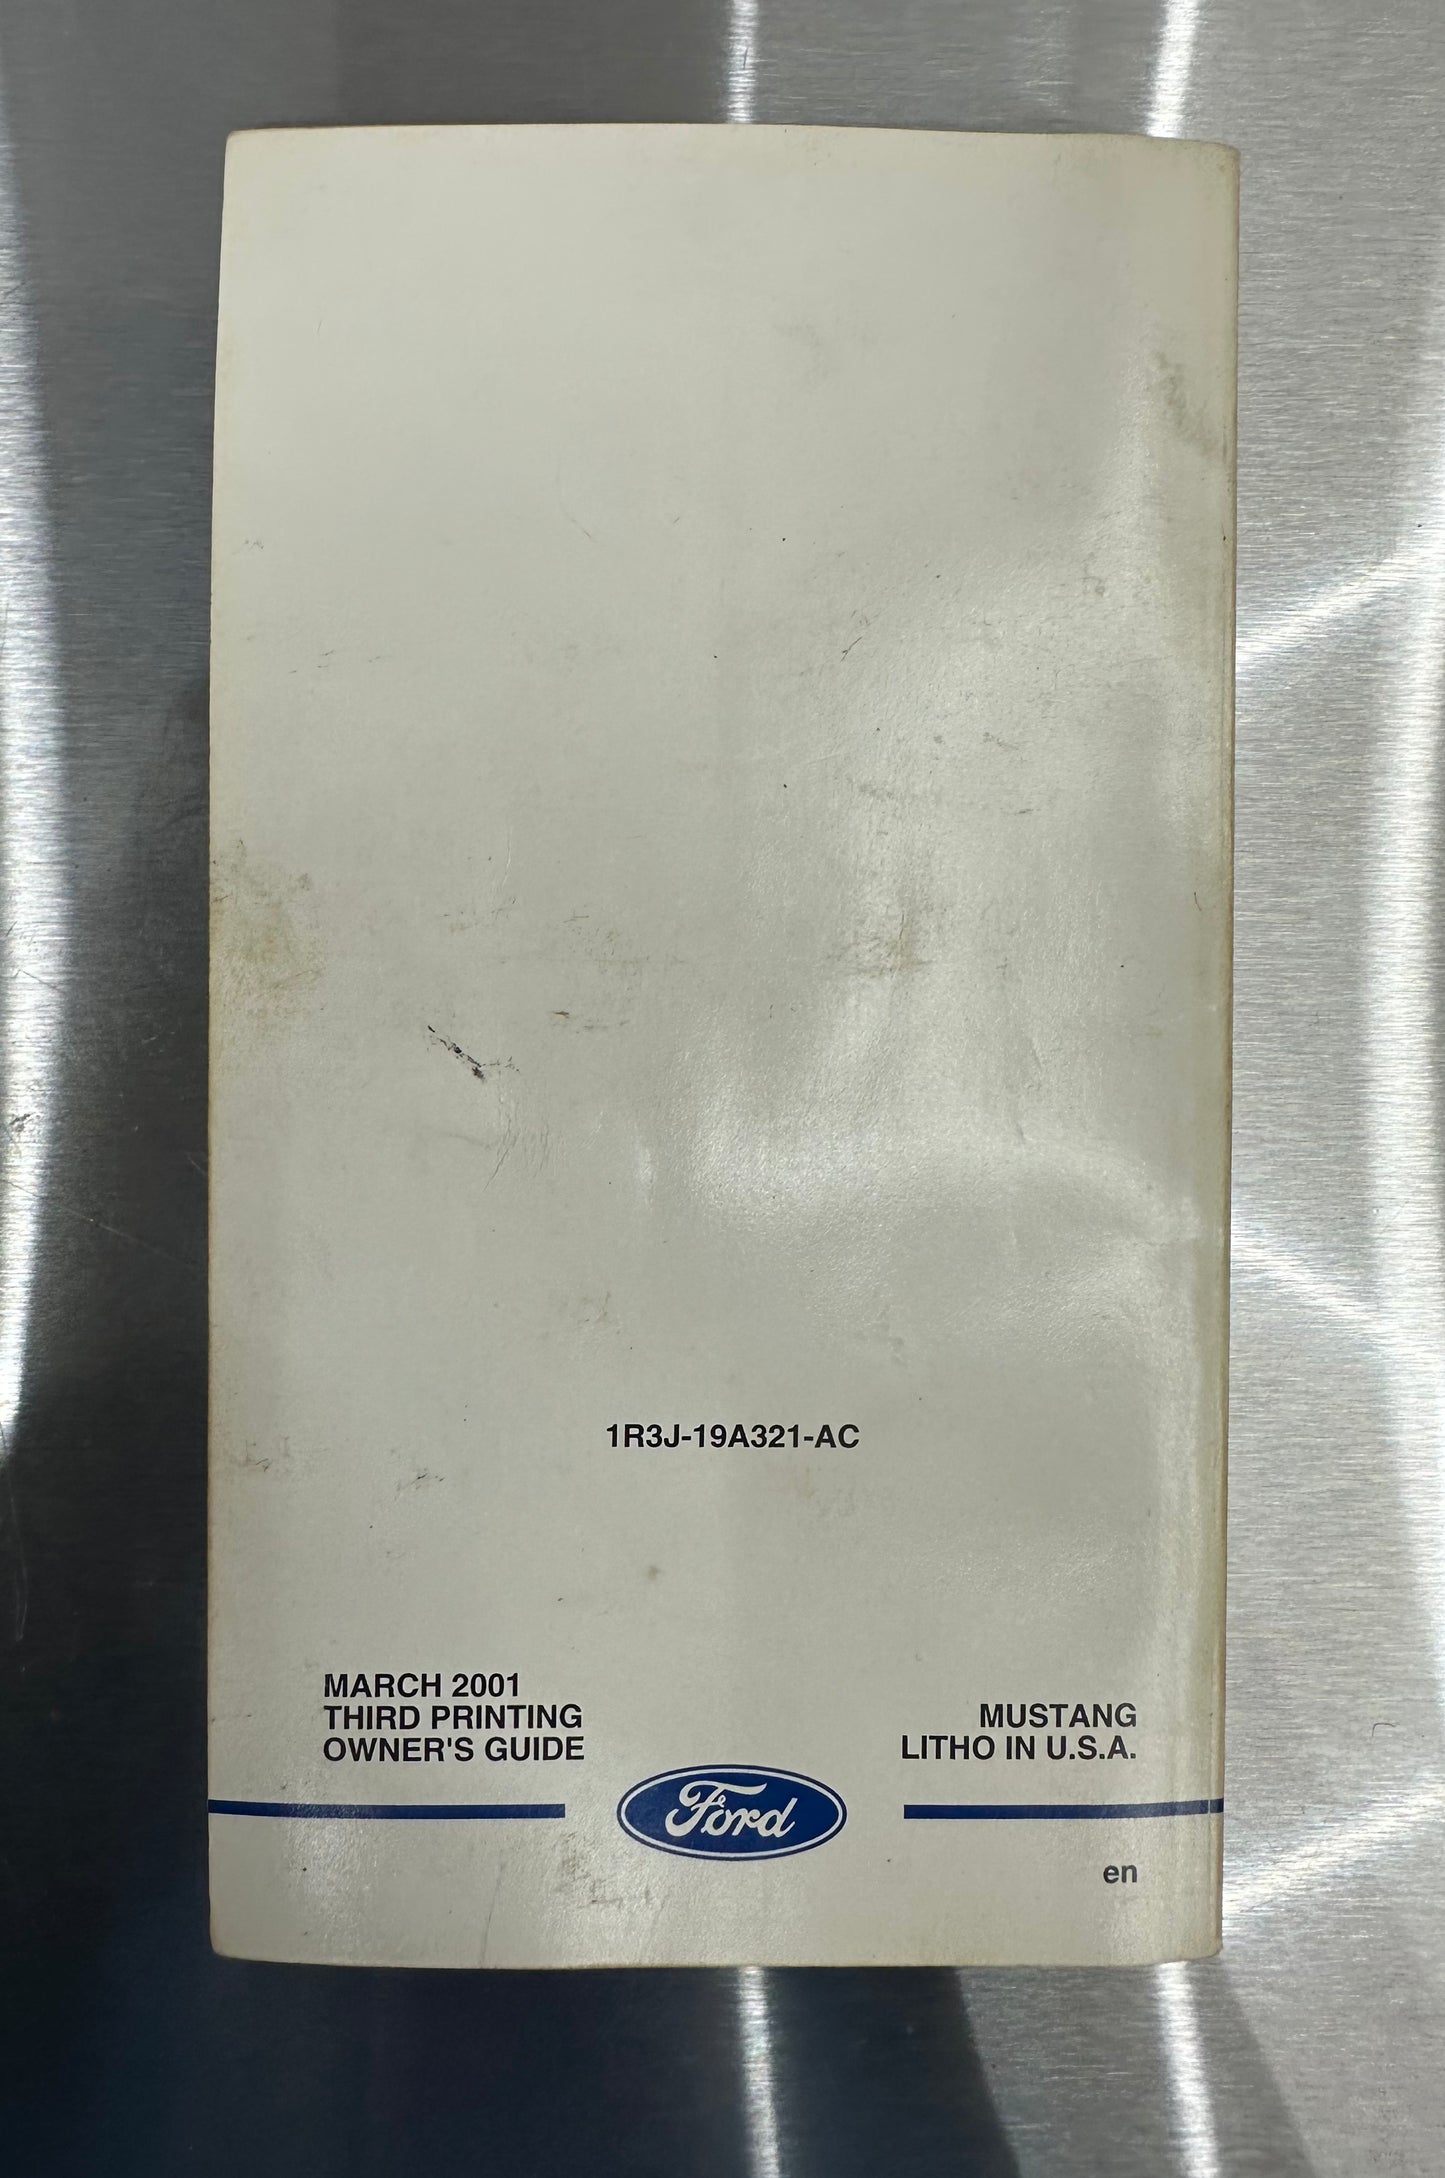 1R3J-19A321-AC
MARCH 2001
THIRD PRINTING
OWNER'S GUIDE
MUSTANG
LITHO IN U.S.A.
Ford
en